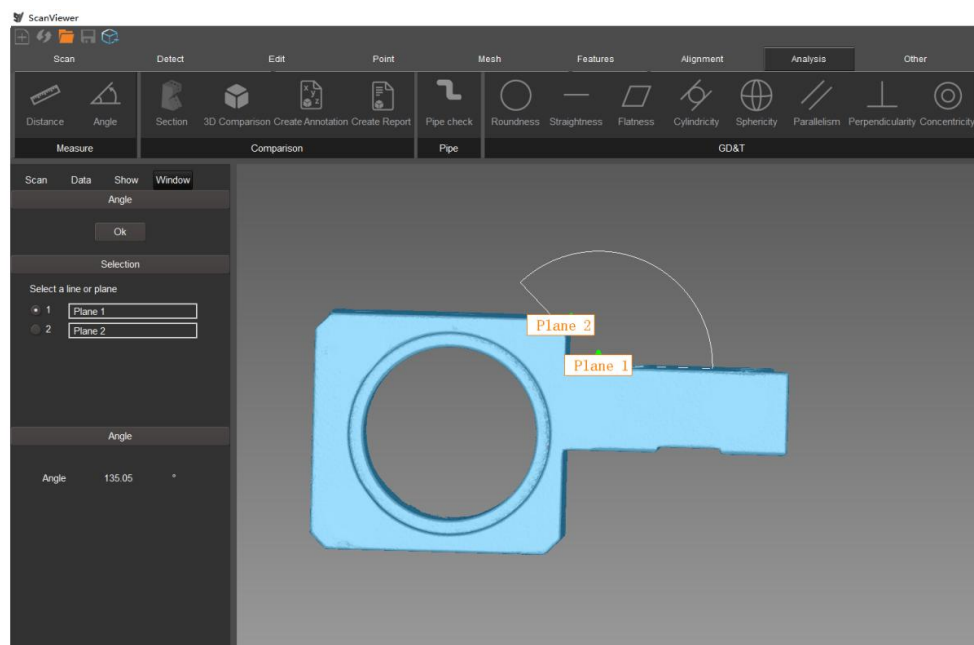 ScanViewer
Scan Detect Edit Point Mesh Features Alignment Analysis Other
Distance Angle Section 3D Comparison Create Annotation Create Report Pipe check Roundness Straightness Flatness Cylindricity Sphericity Parallelism Perpendicularity Concentricity
Measure Comparison Pipe GD&T
Scan Data Show Window
Angle
Ok
Selection
Select a line or plane
1 Plane 1
2 Plane 2
Plane 2
Plane 1
Angle
Angle 135.05 °